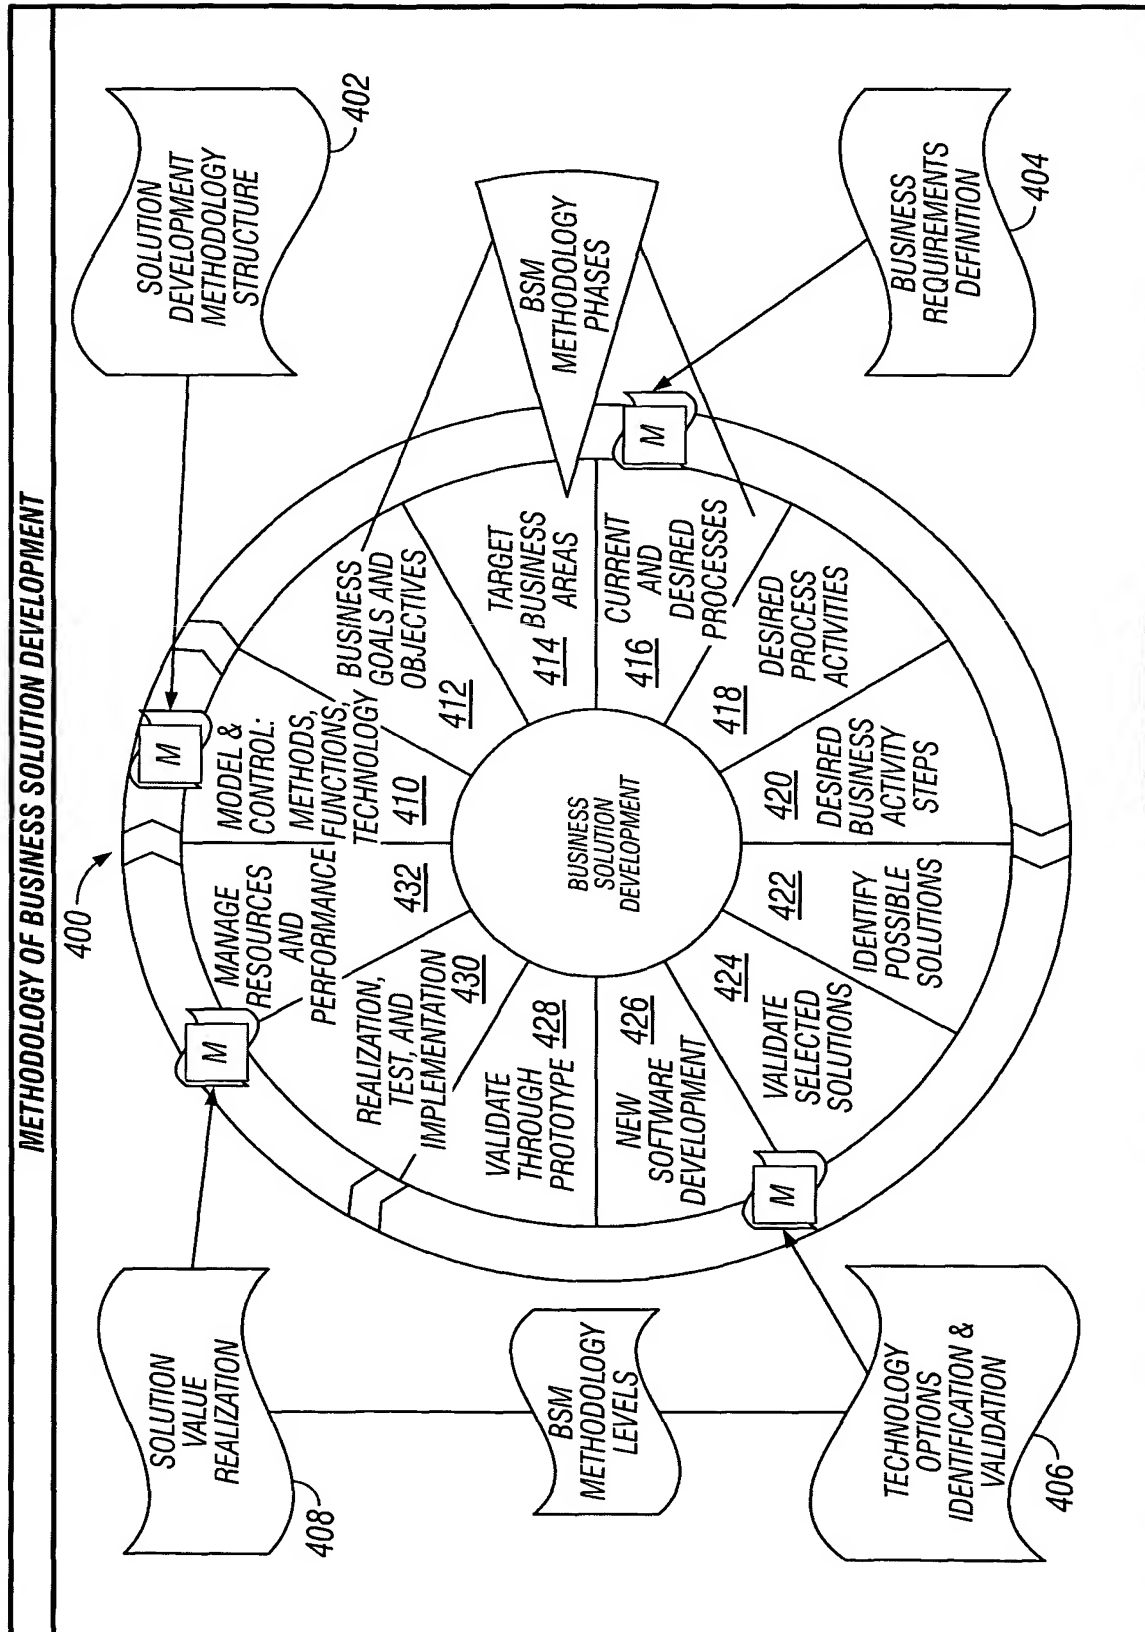 METHODOLOGY OF BUSINESS SOLUTION DEVELOPMENT
400
SOLUTION
VALUE
REALIZATION
408
SOLUTION
DEVELOPMENT
METHODOLOGY
STRUCTURE
402
M
M
MANAGE
RESOURCES
AND
PERFORMANCE
432
MODEL &
CONTROL:
METHODS,
FUNCTIONS,
TECHNOLOGY
410
BUSINESS
GOALS AND
OBJECTIVES
412
TARGET
BUSINESS
AREAS
414
CURRENT
AND
DESIRED
PROCESSES
416
DESIRED
PROCESS
ACTIVITIES
418
DESIRED
BUSINESS
ACTIVITY
STEPS
420
IDENTIFY
POSSIBLE
SOLUTIONS
422
VALIDATE
SELECTED
SOLUTIONS
424
NEW
SOFTWARE
DEVELOPMENT
426
VALIDATE
THROUGH
PROTOTYPE
428
REALIZATION,
TEST, AND
IMPLEMENTATION
430
BUSINESS
SOLUTION
DEVELOPMENT
BSM
METHODOLOGY
PHASES
BSM
METHODOLOGY
LEVELS
M
M
TECHNOLOGY
OPTIONS
IDENTIFICATION &
VALIDATION
406
BUSINESS
REQUIREMENTS
DEFINITION
404